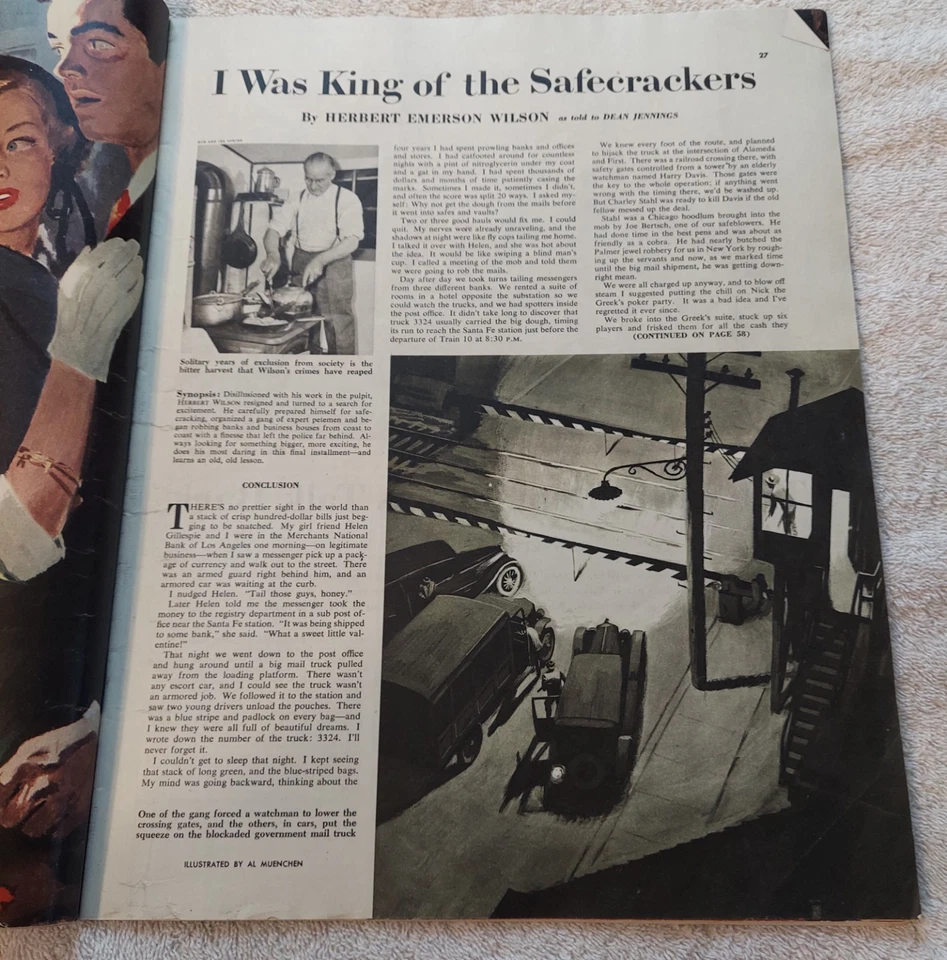 27
I Was King of the Safecrackers
By HERBERT EMERSON WILSON as told to DEAN JENNINGS
Solitary years of exclusion from society is the
bitter harvest that Wilson's crimes have reaped
Synopsis: Disillusioned with his work in the pulpit,
HERBERT WILSON resigned and turned to a search for
excitement. He carefully prepared himself for safe-
cracking, organized a gang of expert petemen and be-
gan robbing banks and business houses from coast to
coast with a finesse that left the police far behind. Al-
ways looking for something bigger, more exciting, he
does his most daring in this final installment—and
learns an old, old lesson.
CONCLUSION
THERE'S no prettier sight in the world than
a stack of crisp hundred-dollar bills just beg-
ging to be snatched. My girl friend Helen
Gillespie and I were in the Merchants National
Bank of Los Angeles one morning—on legitimate
business—when I saw a messenger pick up a pack-
age of currency and walk out to the street. There
was an armed guard right behind him, and an
armored car was waiting at the curb.
I nudged Helen. "Tail those guys, honey."
Later Helen told me the messenger took the
money to the registry department in a sub post of-
fice near the Santa Fe station. "It was being shipped
to some bank," she said. "What a sweet little val-
entine!"
That night we went down to the post office
and hung around until a big mail truck pulled
away from the loading platform. There wasn't
any escort car, and I could see the truck wasn't
an armored job. We followed it to the station and
saw two young drivers unload the pouches. There
was a blue stripe and padlock on every bag—and
I knew they were all full of beautiful dreams. I
wrote down the number of the truck: 3324. I'll
never forget it.
I couldn't get to sleep that night. I kept seeing
that stack of long green, and the blue-striped bags.
My mind was going backward, thinking about the
four years I had spent prowling banks and offices
and stores. I had catfooted around for countless
nights with a pint of nitroglycerin under my coat
and a gat in my hand. I had spent thousands of
dollars and months of time patiently casing the
marks. Sometimes I made it, sometimes I didn't,
and often the score was split 20 ways. I asked my-
self: Why not get the dough from the mails before
it went into safes and vaults?
Two or three good hauls would fix me. I could
quit. My nerves were already unraveling, and the
shadows at night were like fly cops tailing me home.
I talked it over with Helen, and she was hot about
the idea. It would be like swiping a blind man's
cup. I called a meeting of the mob and told them
we were going to rob the mails.
Day after day we took turns tailing messengers
from three different banks. We rented a suite of
rooms in a hotel opposite the substation so we
could watch the trucks, and we had spotters inside
the post office. It didn't take long to discover that
truck 3324 usually carried the big dough, timing
its run to reach the Santa Fe station just before the
departure of Train 10 at 8:30 P.M.
We knew every foot of the route, and planned
to hijack the truck at the intersection of Alameda
and First. There was a railroad crossing there, with
safety gates controlled from a tower by an elderly
watchman named Harry Davis. Those gates were
the key to the whole operation; if anything went
wrong with the timing there, we'd be washed up.
But Charley Stahl was ready to kill Davis if the old
fellow messed up the deal.
Stahl was a Chicago hoodlum brought into the
mob by Joe Bertsch, one of our safeblowers. He
had done time in the best pens and was about as
friendly as a cobra. He had nearly butchered the
Palmer jewel robbery for us in New York by rough-
ing up the servants and now, as we marked time
until the big mail shipment, he was getting down-
right mean.
We were all charged up anyway, and to blow off
steam I suggested putting the chill on Nick the
Greek's poker party. It was a bad idea and I've
regretted it ever since.
We broke into the Greek's suite, stuck up six
players and frisked them for all the cash they
(CONTINUED ON PAGE 58)
One of the gang forced a watchman to lower the
crossing gates, and the others, in cars, put the
squeeze on the blockaded government mail truck
ILLUSTRATED BY AL MUENCHEN